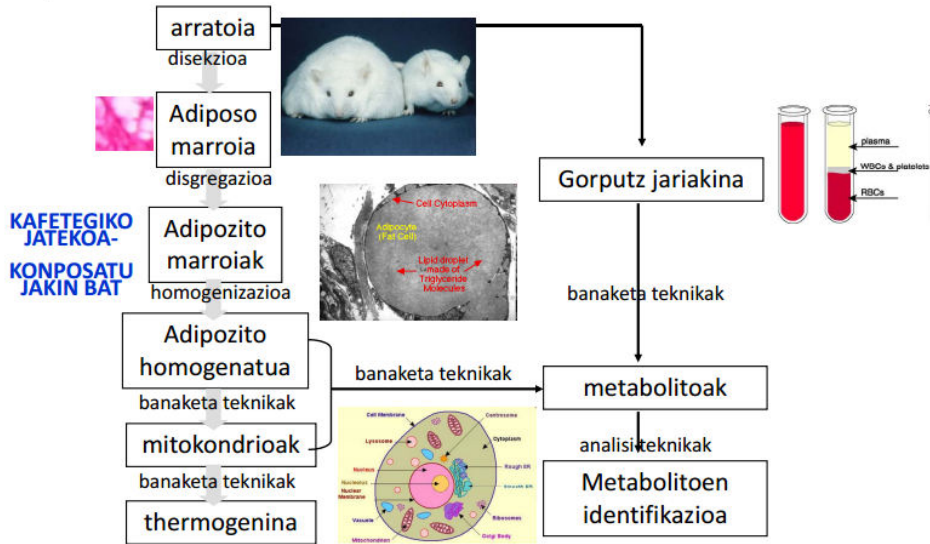 arratoia
disekzioa
Adiposo
marroia
disgregazioa
KAFETEGIKO
JATEKOA-
KONPOSATU
JAKIN BAT
Adipozito
marroiak
homogenizazioa
Adipozito
homogenatua
banaketa teknikak
mitokondrioak
banaketa teknikak
thermogenina
Cell Cytoplasm
Adipocyte
(Fat Cell)
Lipid droplet
made of
Triglyceride
Molecules
banaketa teknikak
Cell Membrane
Centrosome
Lysosome
Cytoplasm
Nucleus
Nucleolus
Nuclear
Membrane
Vacuole
Mitochondrion
Rough ER
Smooth ER
Ribosomes
Golgi Body
Gorputz jariakina
banaketa teknikak
metabolitoak
analisi teknikak
Metabolitoen
identifikazioa
plasma
WBCs & platelets
RBCs